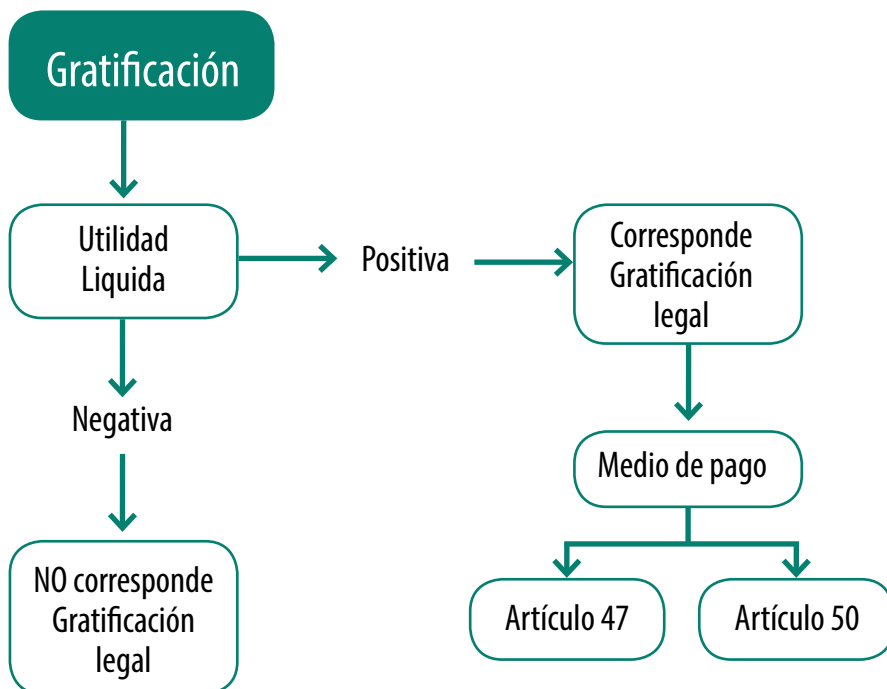 Gratificación
Utilidad
Liquida
Positiva
Corresponde
Gratificación
legal
Negativa
Medio de pago
NO corresponde
Gratificación
legal
Artículo 47
Artículo 50